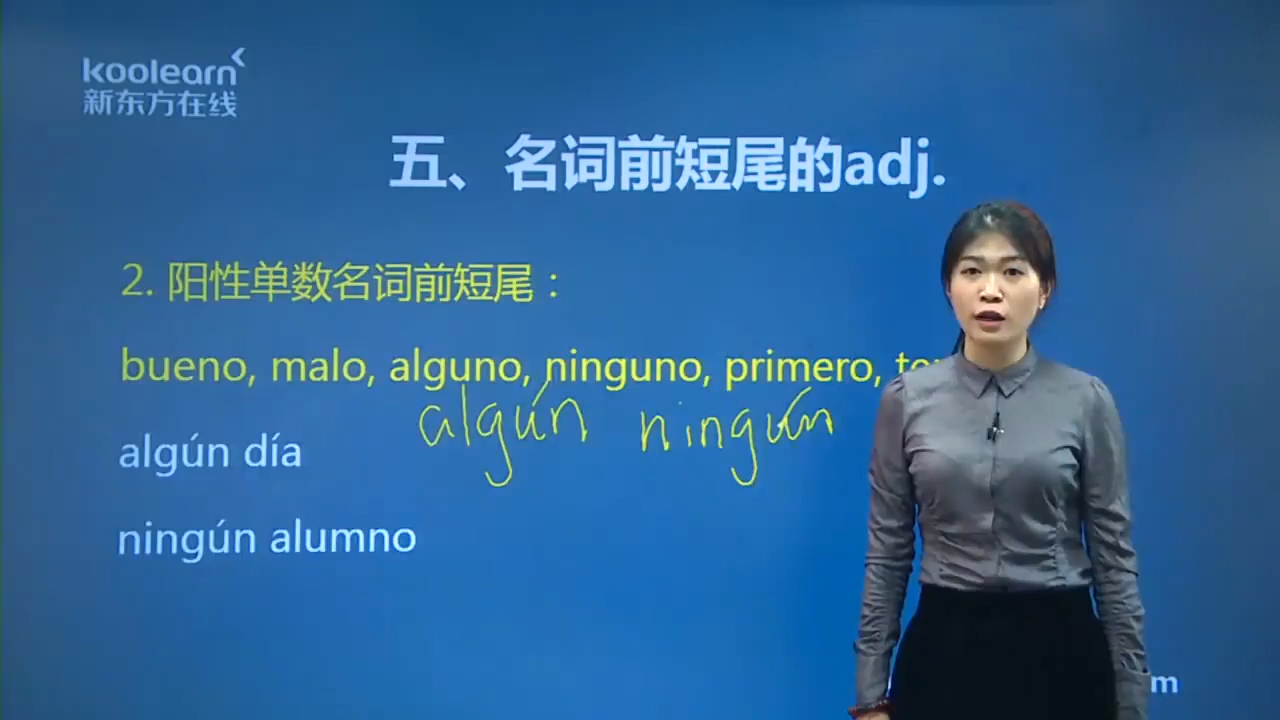 koolearn
新东方在线
五、名词前短尾的adj.
2. 阳性单数名词前短尾：
bueno, malo, alguno, ninguno, primero,
algún ningún
algún día
ningún alumno